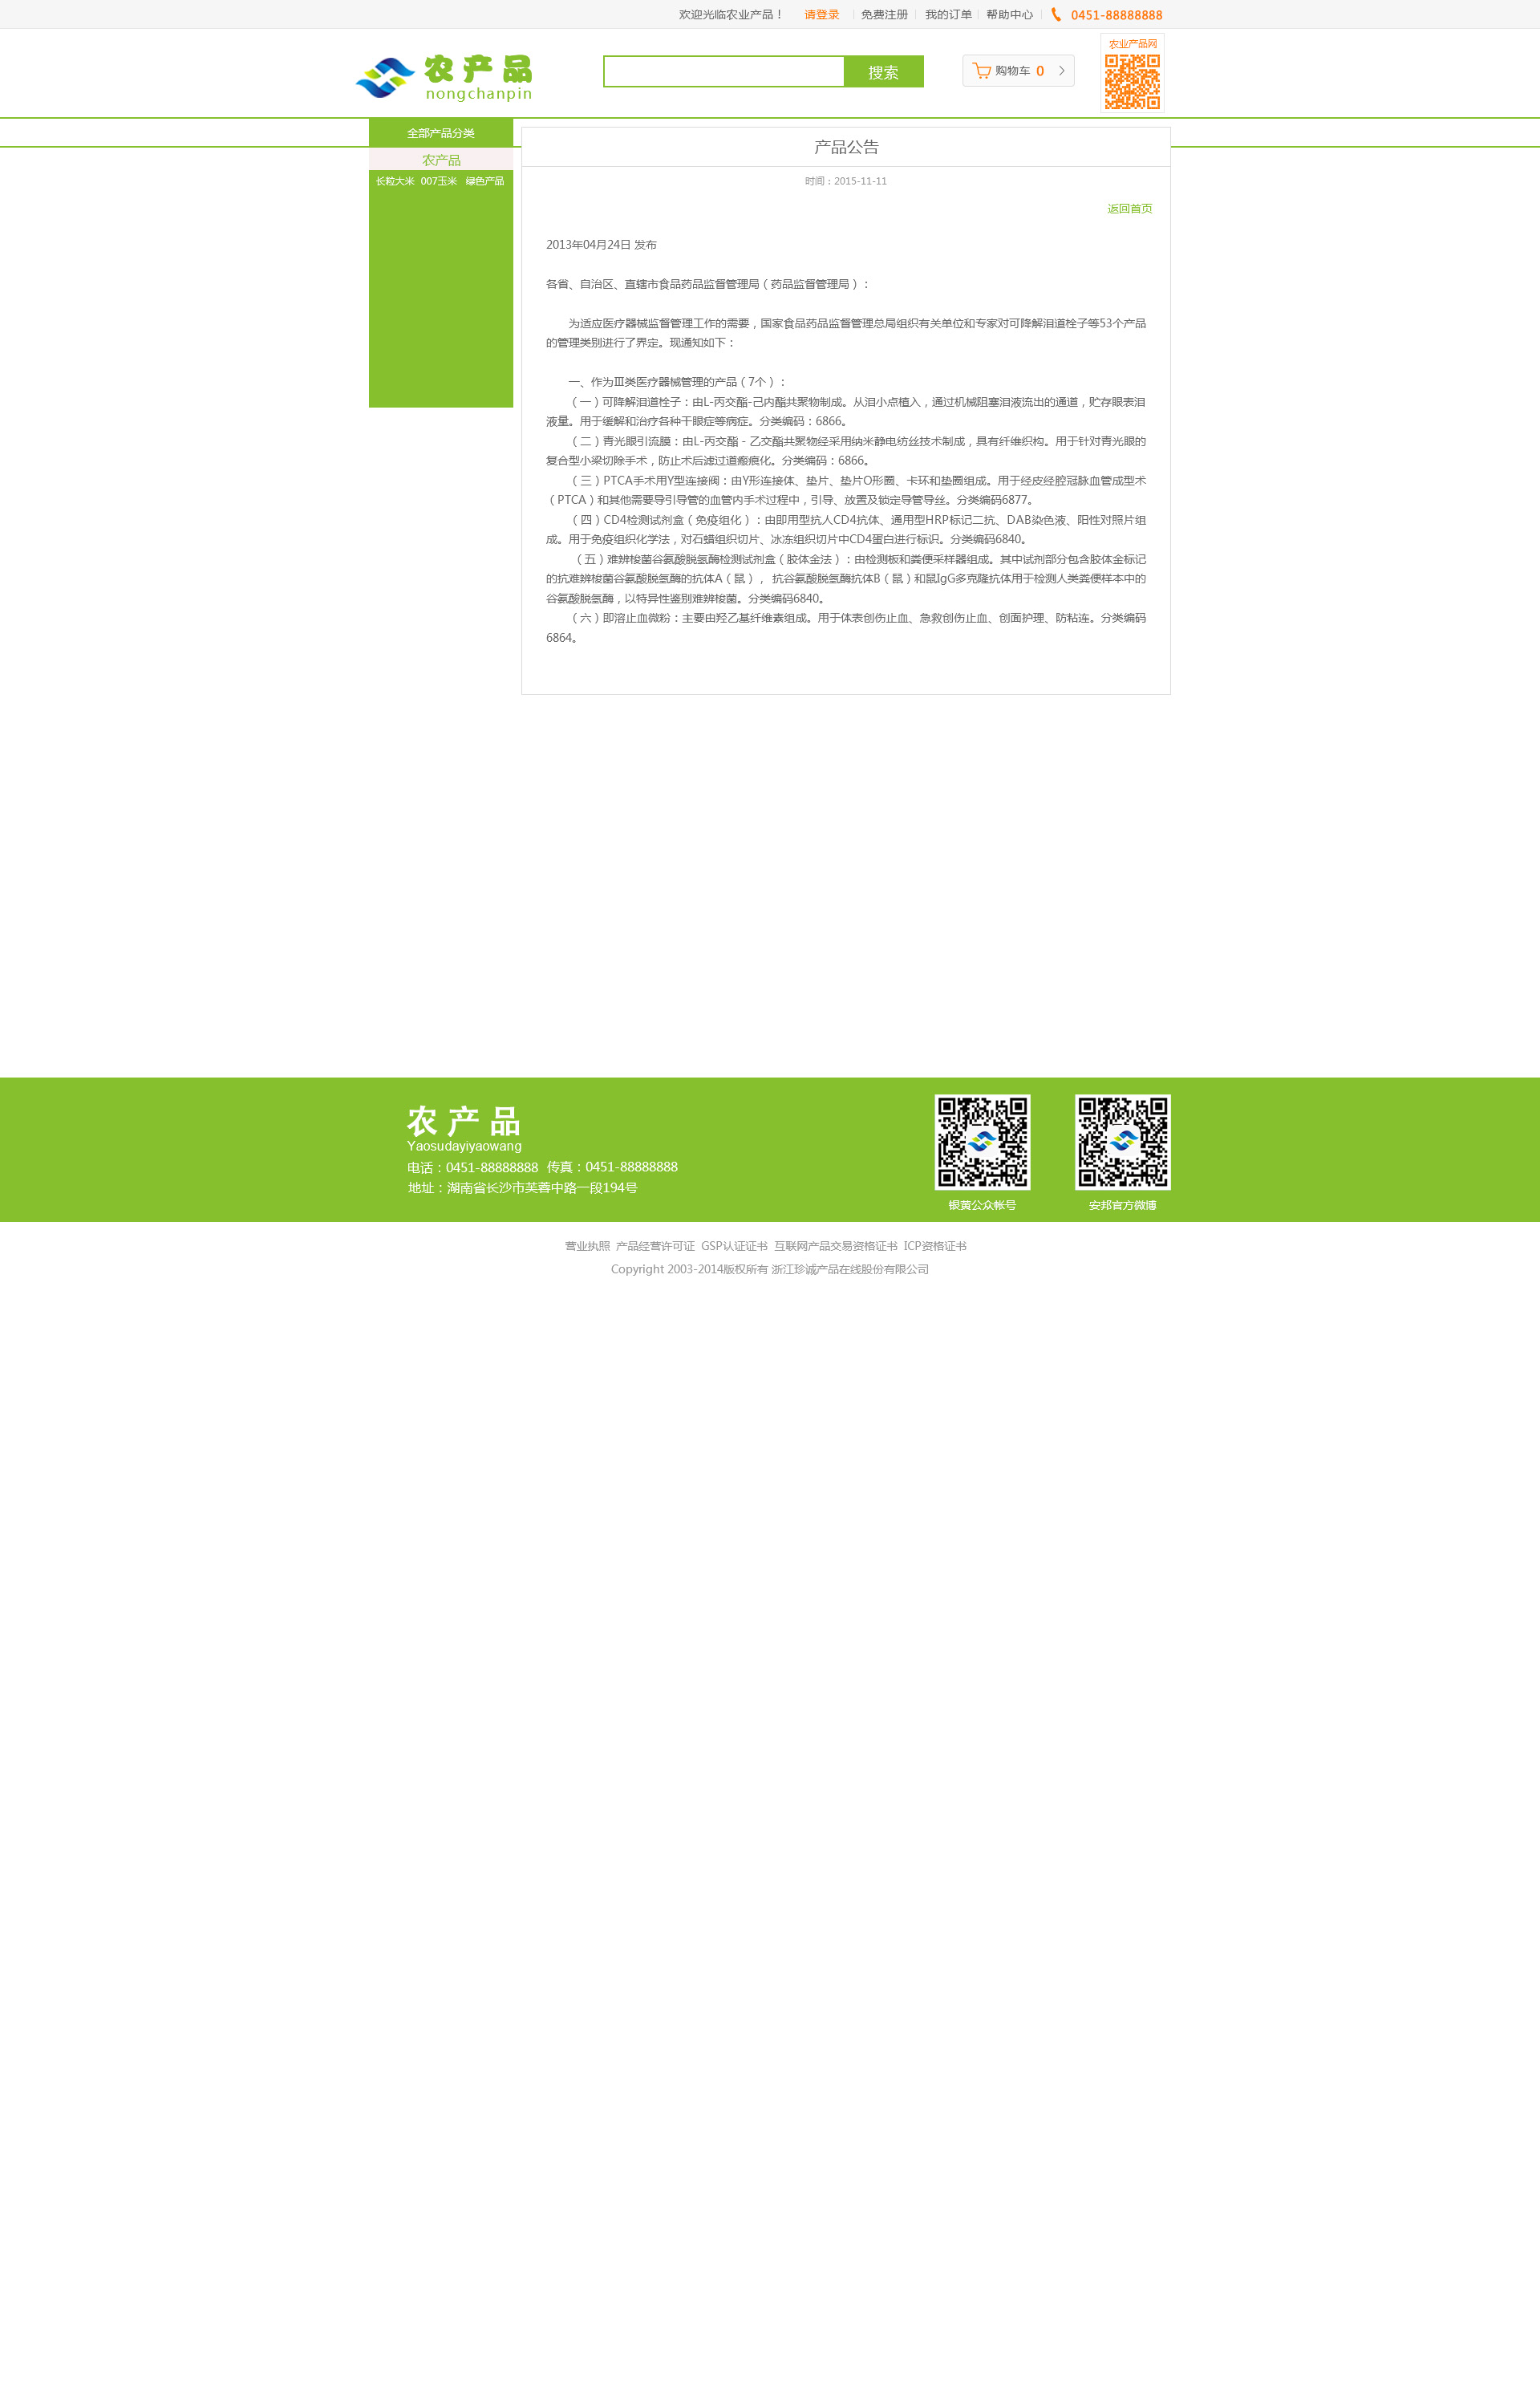 欢迎光临农业产品！ 请登录 免费注册 我的订单 帮助中心 0451-88888888
农业产品网
农产品
nongchanpin
搜索
购物车 0
全部产品分类
农产品
长粒大米 007玉米 绿色产品
产品公告
时间：2015-11-11
返回首页
2013年04月24日 发布
各省、自治区、直辖市食品药品监督管理局（药品监督管理局）：
为适应医疗器械监督管理工作的需要，国家食品药品监督管理总局组织有关单位和专家对可降解泪道栓子等53个产品
的管理类别进行了界定。现通知如下：
一、作为Ⅲ类医疗器械管理的产品（7个）：
（一）可降解泪道栓子：由L-丙交酯-己内酯共聚物制成。从泪小点植入，通过机械阻塞泪液流出的通道，贮存眼表泪
液量。用于缓解和治疗各种干眼症等病症。分类编码：6866。
（二）青光眼引流膜：由L-丙交酯－乙交酯共聚物经采用纳米静电纺丝技术制成，具有纤维织构。用于针对青光眼的
复合型小梁切除手术，防止术后滤过道瘢痕化。分类编码：6866。
（三）PTCA手术用Y型连接阀：由Y形连接体、垫片、垫片O形圈、卡环和垫圈组成。用于经皮经腔冠脉血管成型术
（PTCA）和其他需要导引导管的血管内手术过程中，引导、放置及锁定导管导丝。分类编码6877。
（四）CD4检测试剂盒（免疫组化）：由即用型抗人CD4抗体、通用型HRP标记二抗、DAB染色液、阳性对照片组
成。用于免疫组织化学法，对石蜡组织切片、冰冻组织切片中CD4蛋白进行标识。分类编码6840。
（五）难辨梭菌谷氨酸脱氢酶检测试剂盒（胶体金法）：由检测板和粪便采样器组成。其中试剂部分包含胶体金标记
的抗难辨梭菌谷氨酸脱氢酶的抗体A（鼠）， 抗谷氨酸脱氢酶抗体B（鼠）和鼠IgG多克隆抗体用于检测人类粪便样本中的
谷氨酸脱氢酶，以特异性鉴别难辨梭菌。分类编码6840。
（六）即溶止血微粉：主要由羟乙基纤维素组成。用于体表创伤止血、急救创伤止血、创面护理、防粘连。分类编码
6864。
农产品
Yaosudayiyaowang
电话：0451-88888888 传真：0451-88888888
地址：湖南省长沙市芙蓉中路一段194号
银黄公众帐号 安邦官方微博
营业执照 产品经营许可证 GSP认证证书 互联网产品交易资格证书 ICP资格证书
Copyright 2003-2014版权所有 浙江珍诚产品在线股份有限公司